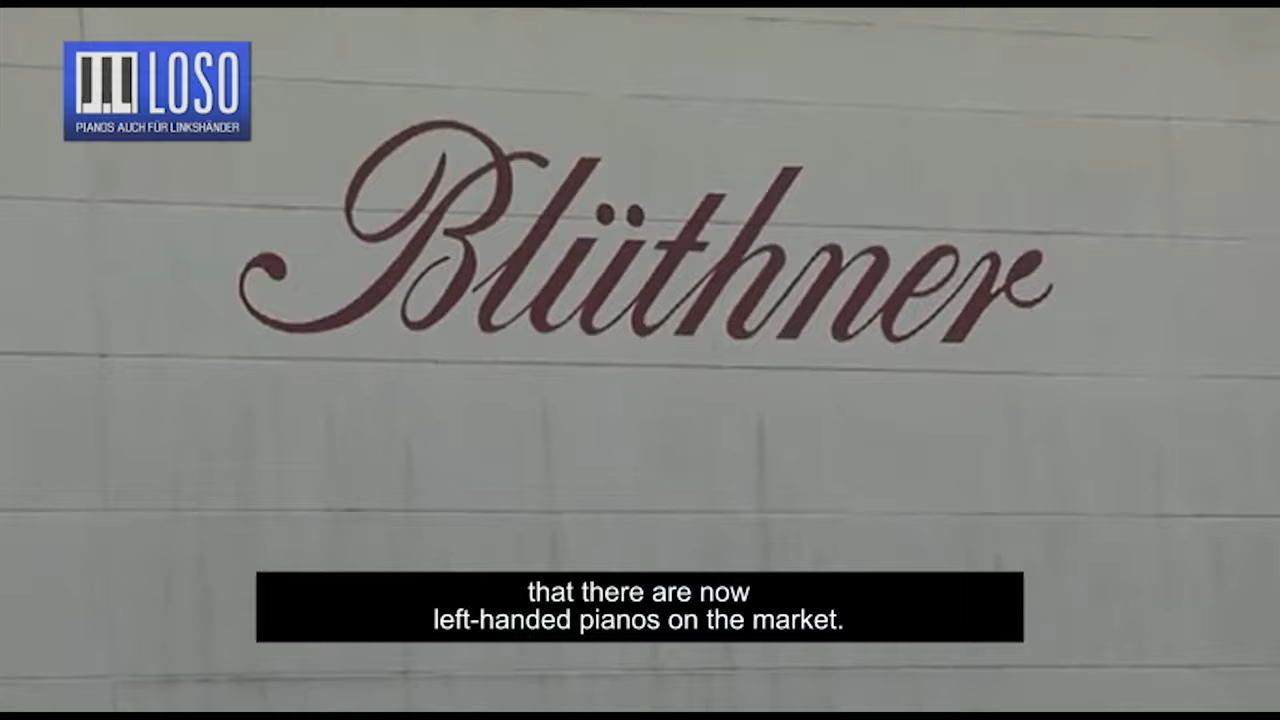 LOSO
PIANOS AUCH FÜR LINKSHÄNDER
Blüthner
that there are now
left-handed pianos on the market.